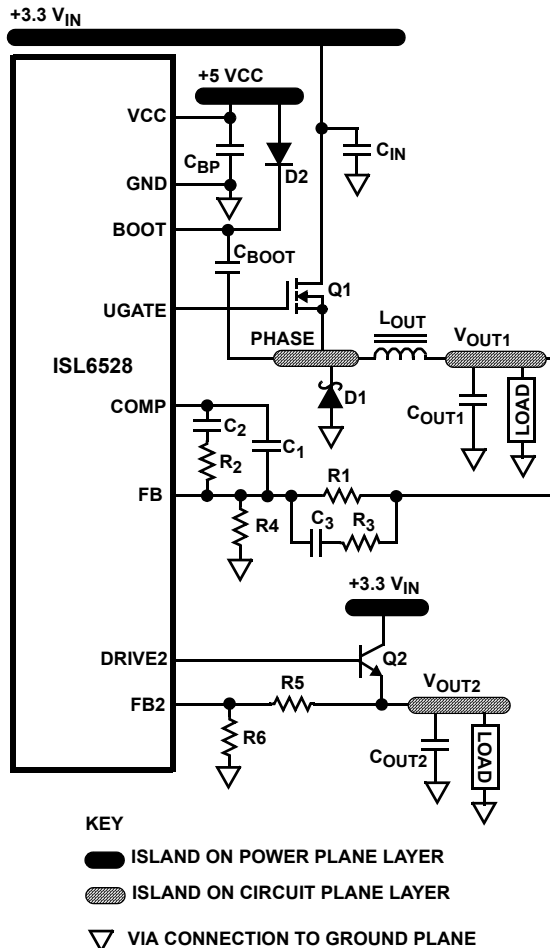 +3.3 VIN
+5 VCC
VCC
CBP
D2
CIN
GND
BOOT
CBOOT
Q1
UGATE
LOUT
PHASE
VOUT1
ISL6528
D1
COUT1
LOAD
COMP
C2
C1
R2
R1
FB
C3
R3
R4
+3.3 VIN
DRIVE2
Q2
R5
VOUT2
FB2
R6
COUT2
LOAD
KEY
ISLAND ON POWER PLANE LAYER
ISLAND ON CIRCUIT PLANE LAYER
VIA CONNECTION TO GROUND PLANE